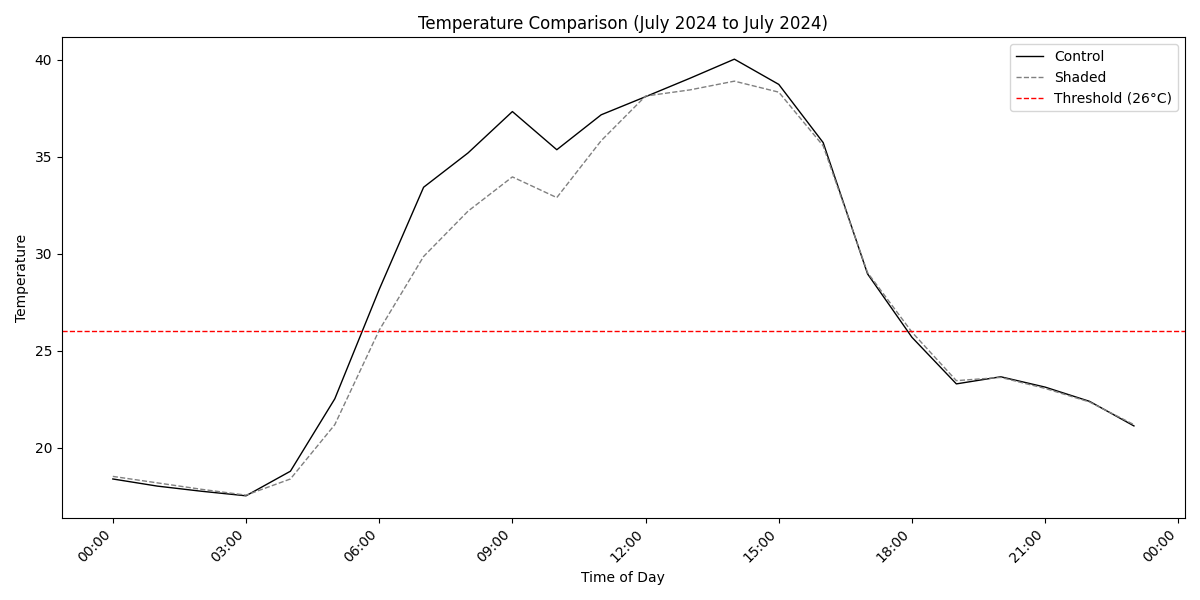 Temperature Comparison (July 2024 to July 2024)
Control
Shaded
Threshold (26°C)
Temperature
40
35
30
25
20
00:00
03:00
06:00
09:00
12:00
15:00
18:00
21:00
00:00
Time of Day